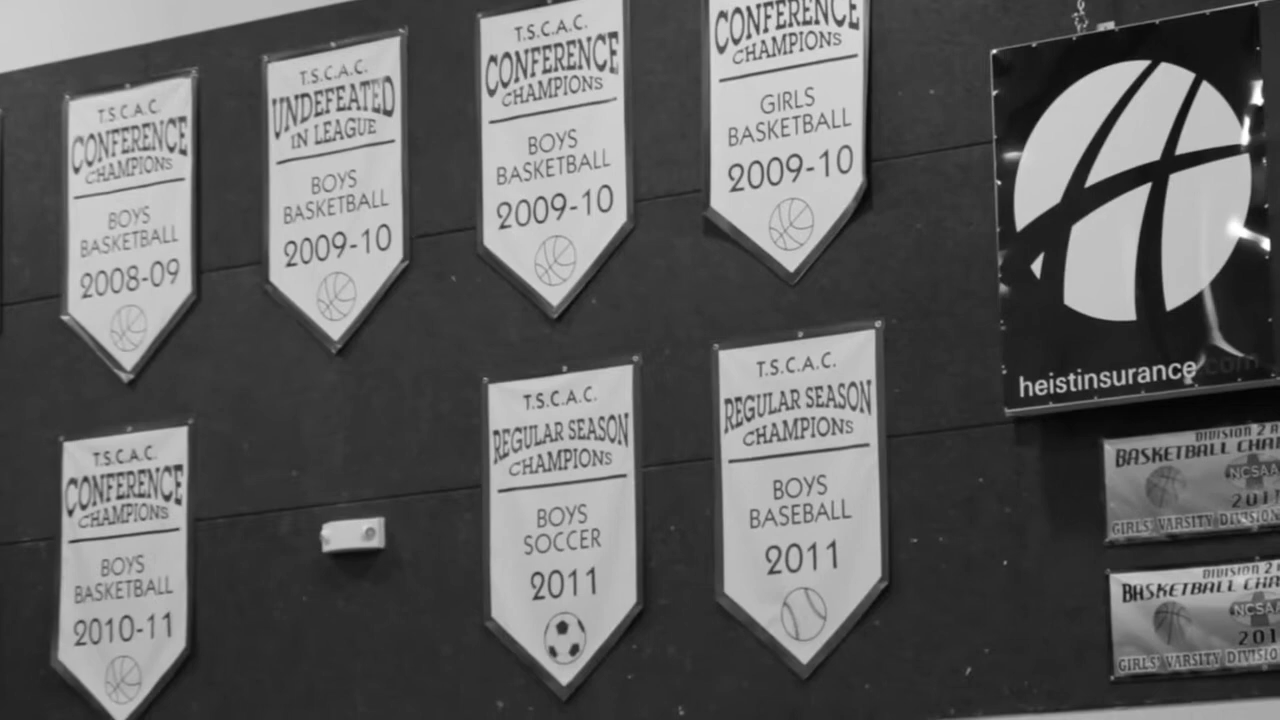 T.S.C.A.C.
CONFERENCE
CHAMPIONS
BOYS
BASKETBALL
2008-09
T.S.C.A.C.
UNDEFEATED
IN LEAGUE
BOYS
BASKETBALL
2009-10
T.S.C.A.C.
CONFERENCE
CHAMPIONS
BOYS
BASKETBALL
2009-10
CONFERENCE
CHAMPIONS
GIRLS
BASKETBALL
2009-10
heistinsurance.com
T.S.C.A.C.
CONFERENCE
CHAMPIONS
BOYS
BASKETBALL
2010-11
T.S.C.A.C.
REGULAR SEASON
CHAMPIONS
BOYS
SOCCER
2011
T.S.C.A.C.
REGULAR SEASON
CHAMPIONS
BOYS
BASEBALL
2011
DIVISION 2
BASKETBALL CHA
NCSAA
201
GIRLS' VARSITY DIVISION
DIVISION 2
BASKETBALL CHA
NCSAA
201
GIRLS' VARSITY DIVISIO